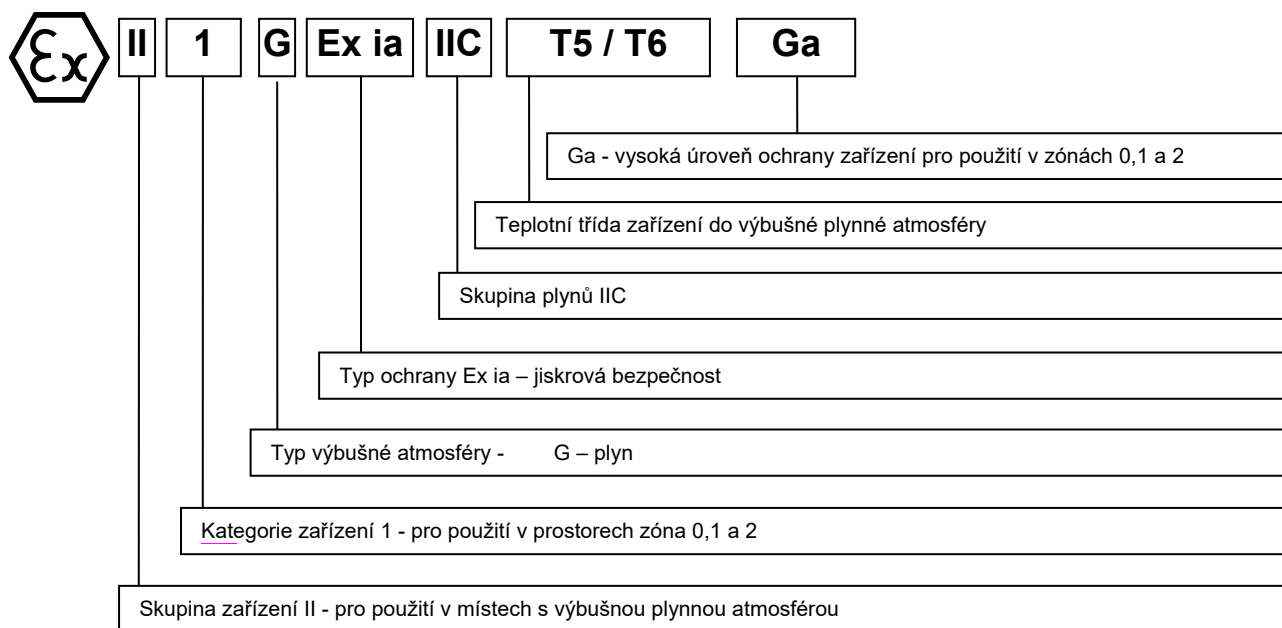 Ex II 1 G Ex ia IIC T5 / T6 Ga
Ga - vysoká úroveň ochrany zařízení pro použití v zónách 0,1 a 2
Teplotní třída zařízení do výbušné plynné atmosféry
Skupina plynů IIC
Typ ochrany Ex ia – jiskrová bezpečnost
Typ výbušné atmosféry - G – plyn
Kategorie zařízení 1 - pro použití v prostorech zóna 0,1 a 2
Skupina zařízení II - pro použití v místech s výbušnou plynnou atmosférou